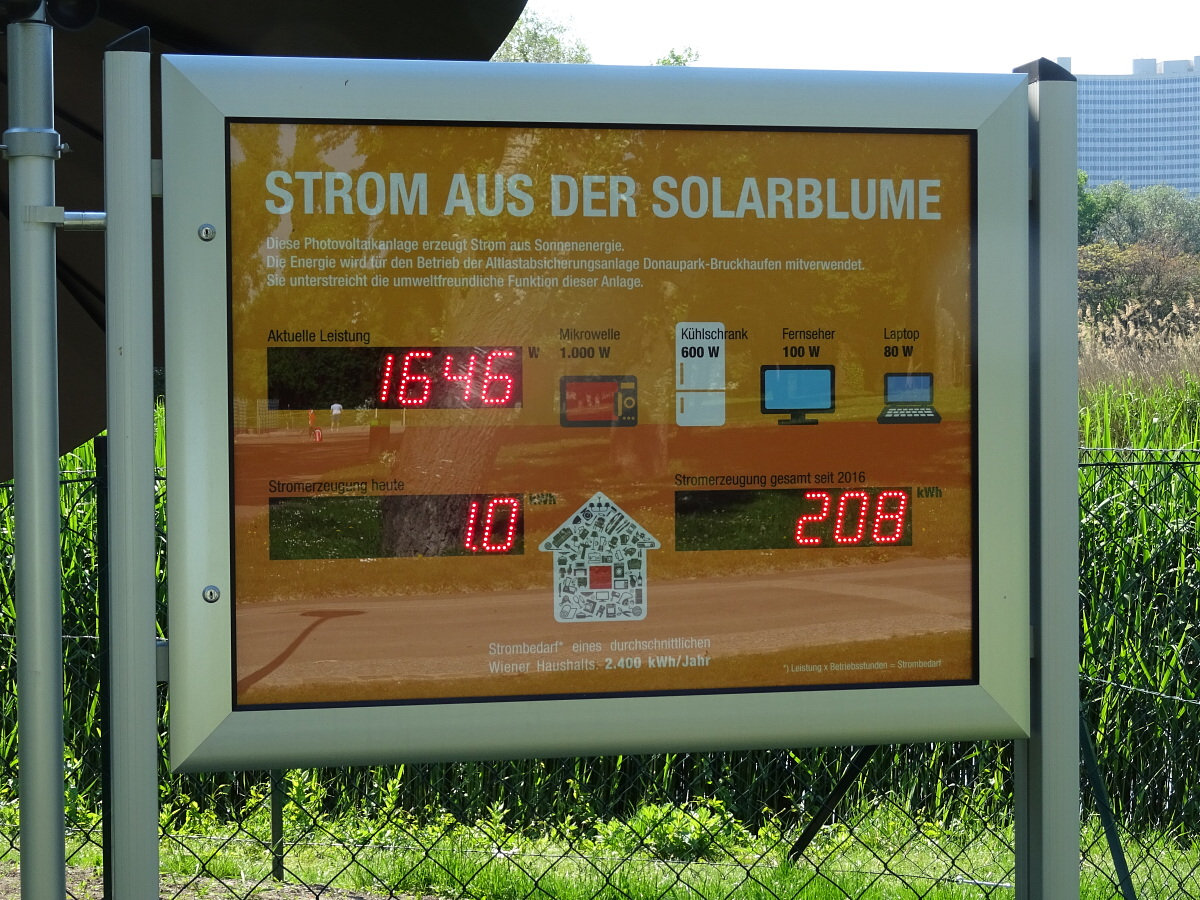 STROM AUS DER SOLARBLUME
Diese Photovoltaikanlage erzeugt Strom aus Sonnenenergie.
Die Energie wird für den Betrieb der Altlastabsicherungsanlage Donaupark-Bruckhaufen mitverwendet.
Sie unterstreicht die umweltfreundliche Funktion dieser Anlage.
Aktuelle Leistung
1646 W
Mikrowelle
1.000 W
Kühlschrank
600 W
Fernseher
100 W
Laptop
80 W
Stromerzeugung heute
1.0 kWh
Stromerzeugung gesamt seit 2016
208 kWh
Strombedarf* eines durchschnittlichen
Wiener Haushalts: 2.400 kWh/Jahr
*) Leistung x Betriebsstunden = Strombedarf